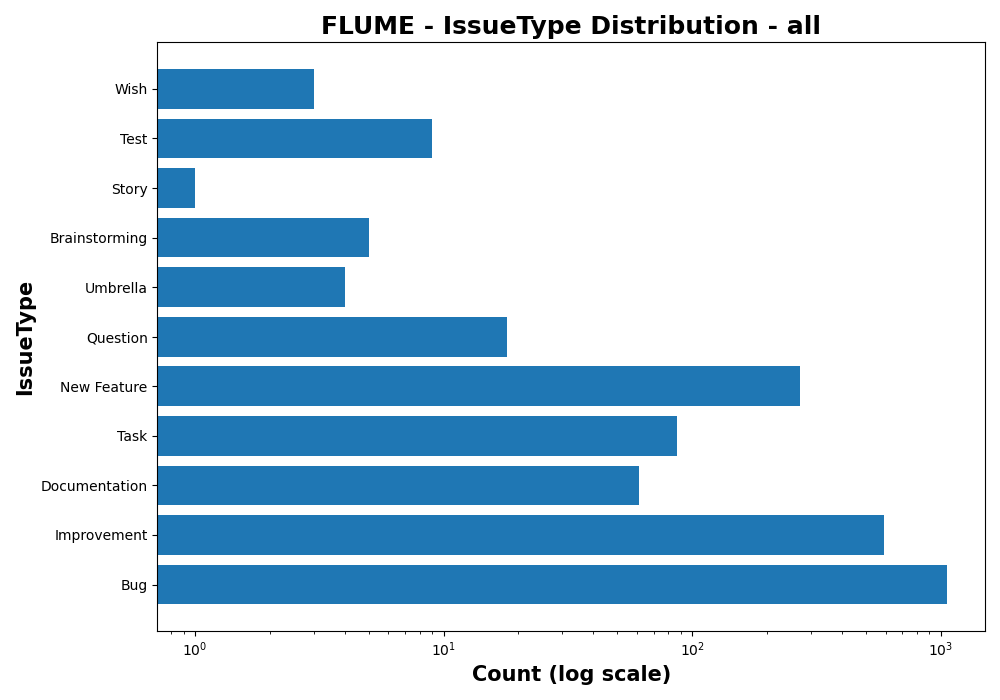 FLUME - IssueType Distribution - all
IssueType
Wish
Test
Story
Brainstorming
Umbrella
Question
New Feature
Task
Documentation
Improvement
Bug
10⁰ 10¹ 10² 10³
Count (log scale)